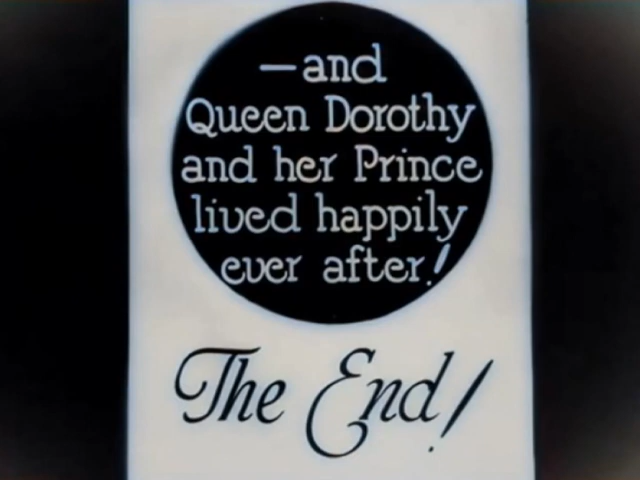 —and
Queen Dorothy
and her Prince
lived happily
ever after!
The End!